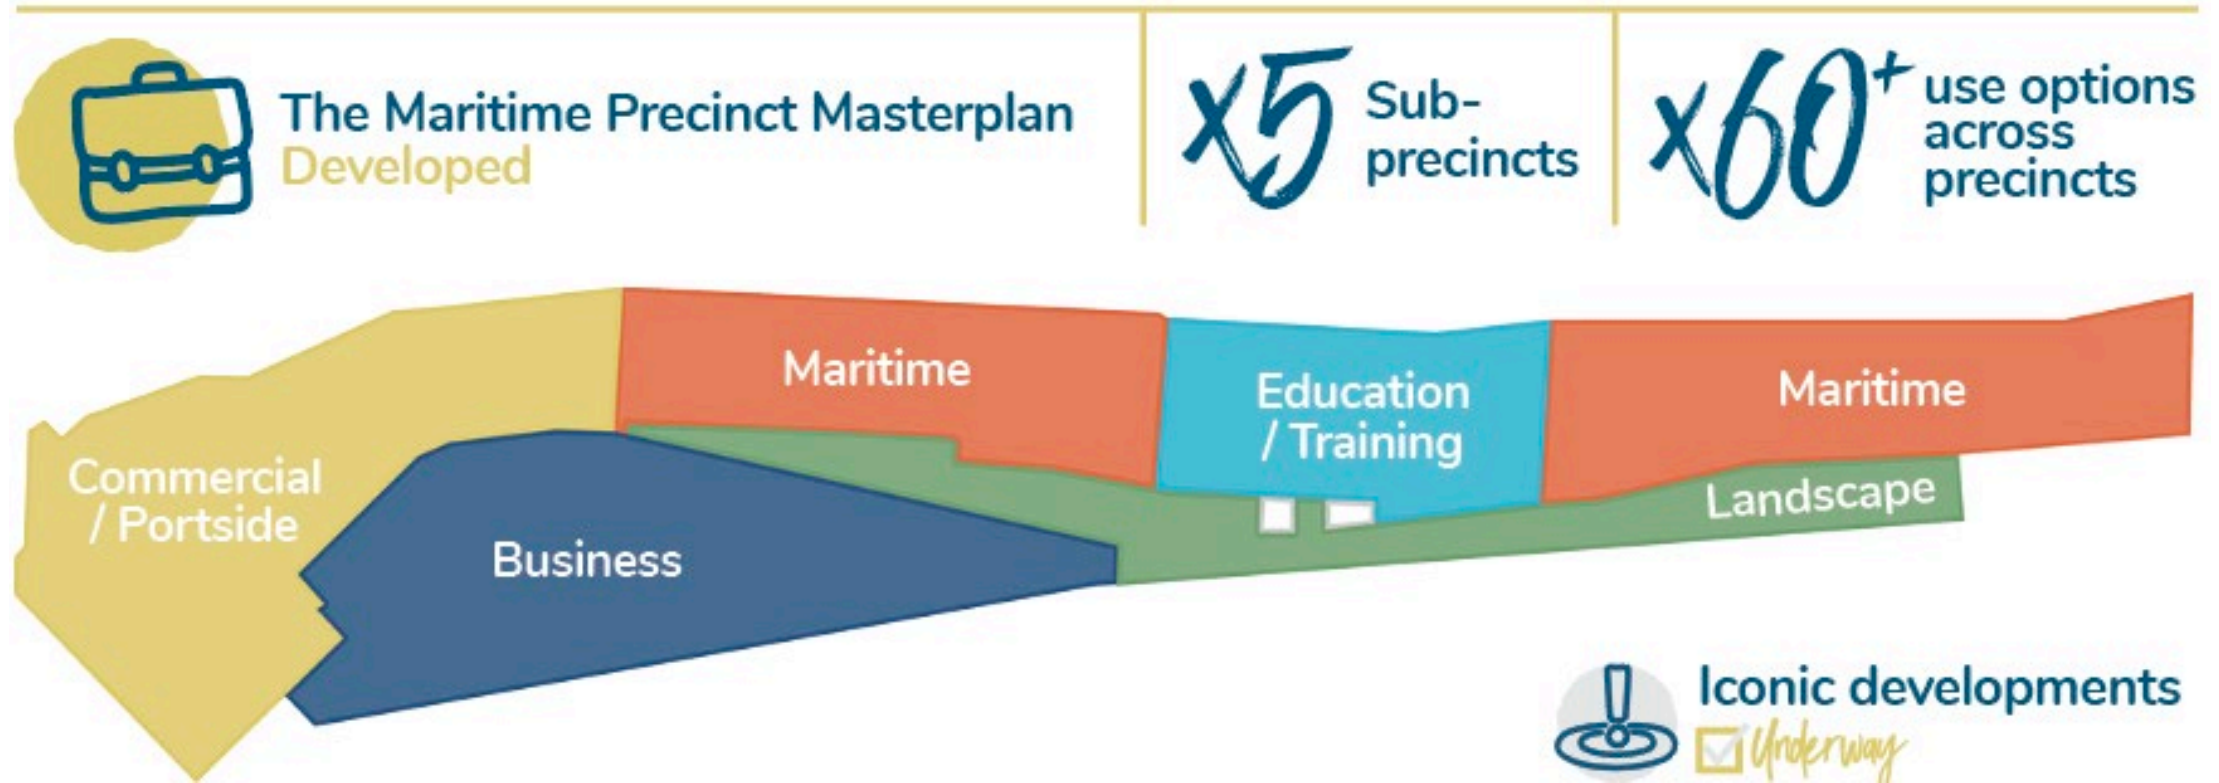 The Maritime Precinct Masterplan
Developed
x5 Sub-
precincts
x60+ use options
across
precincts
Maritime
Education
/ Training
Maritime
Commercial
/ Portside
Business
Landscape
Iconic developments
Underway